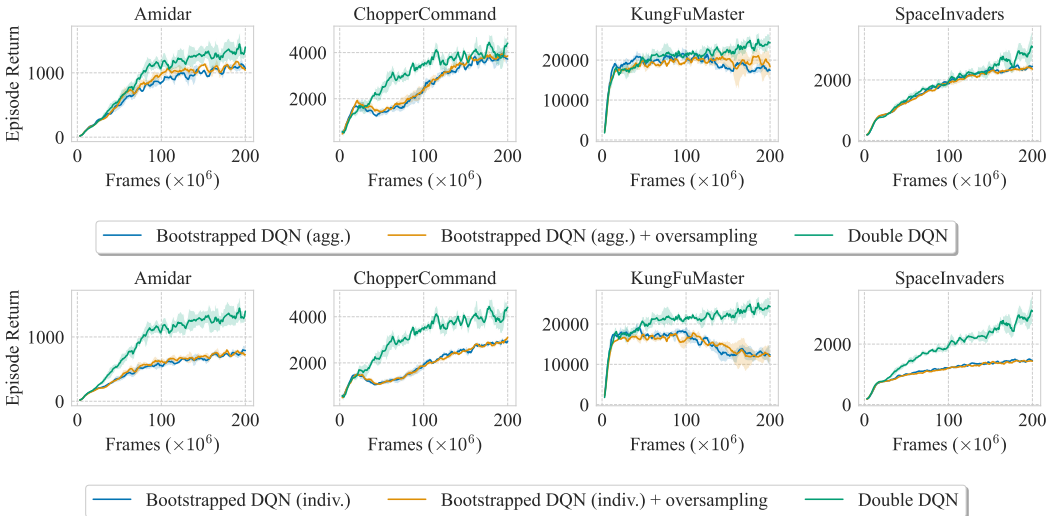 Amidar ChopperCommand KungFuMaster SpaceInvaders
Episode Return
1000
0
4000
2000
20000
10000
0
2000
0
0 100 200 0 100 200 0 100 200 0 100 200
Frames (×10⁶) Frames (×10⁶) Frames (×10⁶) Frames (×10⁶)
Bootstrapped DQN (agg.) Bootstrapped DQN (agg.) + oversampling Double DQN
Amidar ChopperCommand KungFuMaster SpaceInvaders
Episode Return
1000
0
4000
2000
20000
10000
0
2000
0
0 100 200 0 100 200 0 100 200 0 100 200
Frames (×10⁶) Frames (×10⁶) Frames (×10⁶) Frames (×10⁶)
Bootstrapped DQN (indiv.) Bootstrapped DQN (indiv.) + oversampling Double DQN